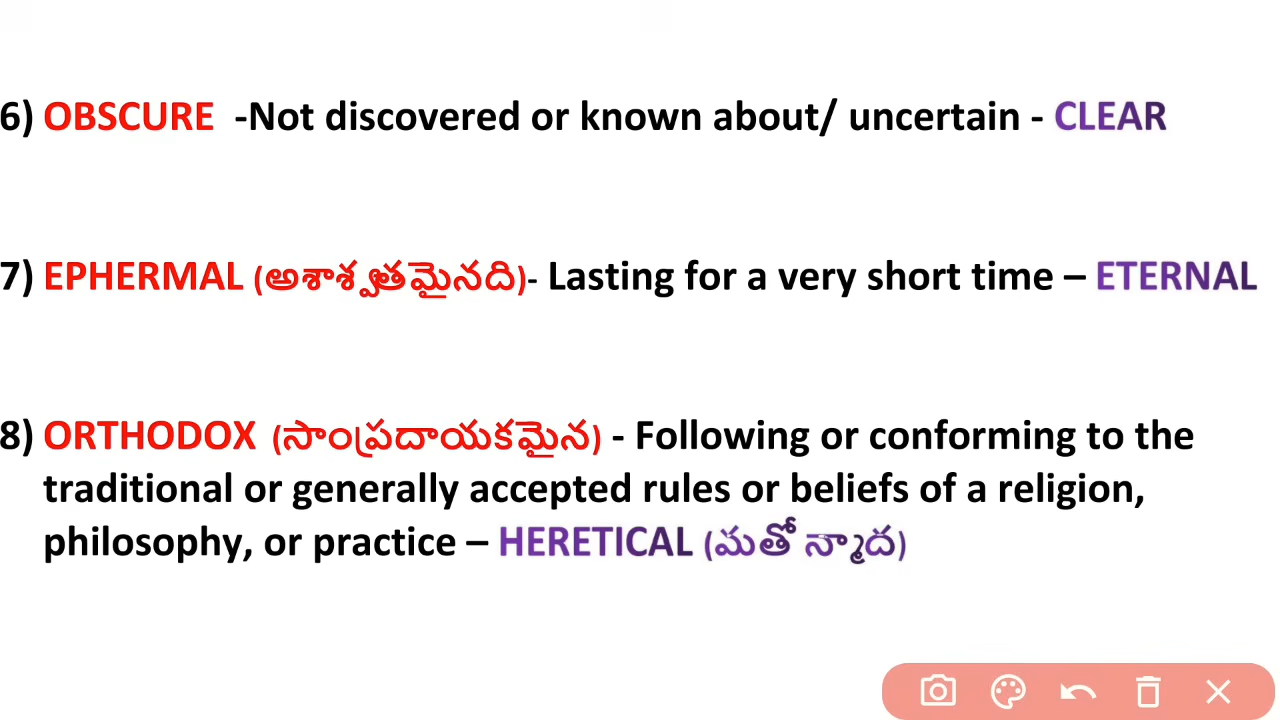 6) OBSCURE -Not discovered or known about/ uncertain - CLEAR
7) EPHERMAL (అశాశ్వతమైనది)- Lasting for a very short time – ETERNAL
8) ORTHODOX (సాంప్రదాయకమైన) - Following or conforming to the
traditional or generally accepted rules or beliefs of a religion,
philosophy, or practice – HERETICAL (మతోన్మాద)